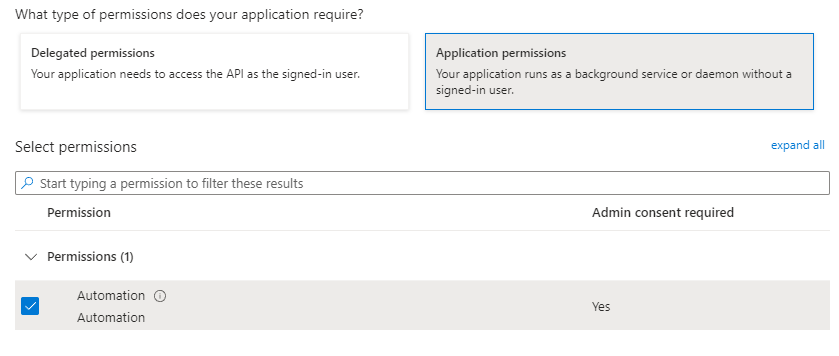 What type of permissions does your application require?
Delegated permissions
Your application needs to access the API as the signed-in user.
Application permissions
Your application runs as a background service or daemon without a
signed-in user.
Select permissions
expand all
Start typing a permission to filter these results
Permission
Admin consent required
Permissions (1)
Automation
Automation
Yes